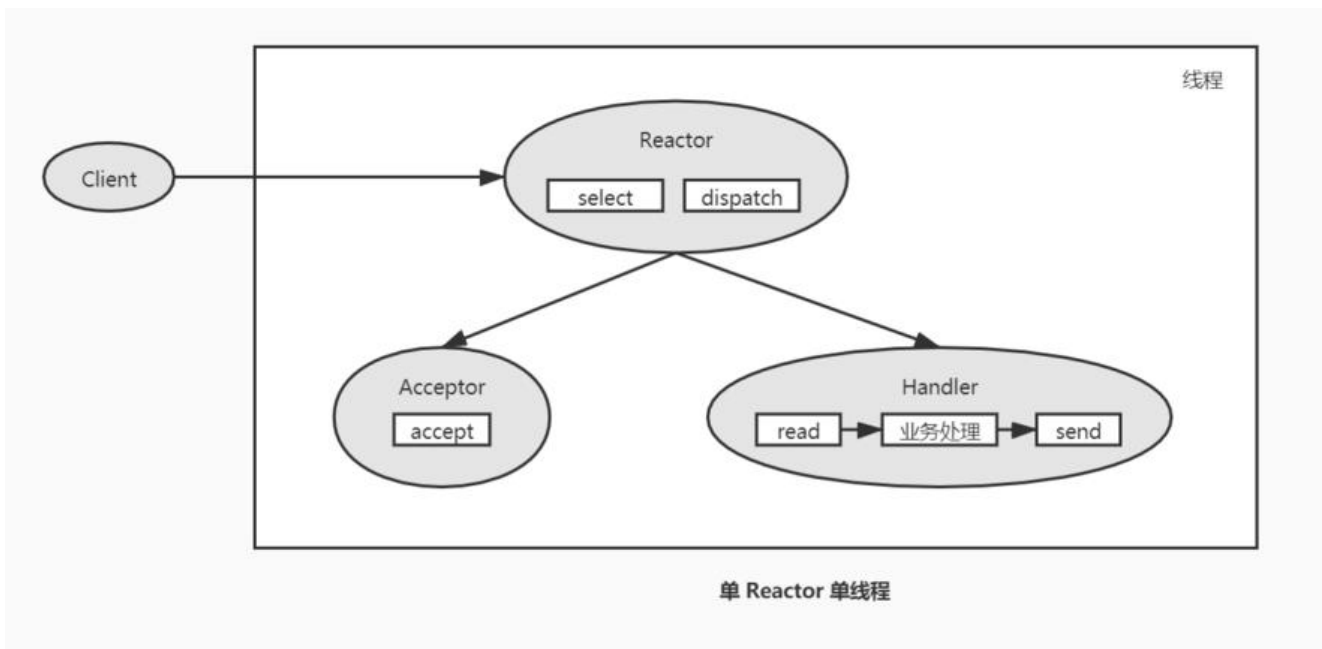 线程
Reactor
Client
select
dispatch
Acceptor
accept
Handler
read
业务处理
send
单 Reactor 单线程